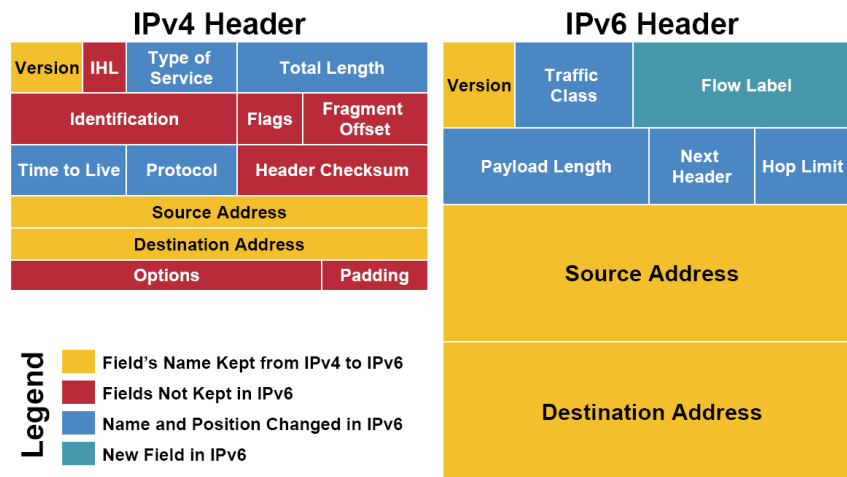 IPv4 Header
Version IHL Type of Service Total Length
Identification Flags Fragment Offset
Time to Live Protocol Header Checksum
Source Address
Destination Address
Options Padding
IPv6 Header
Version Traffic Class Flow Label
Payload Length Next Header Hop Limit
Source Address
Destination Address
Legend
Field's Name Kept from IPv4 to IPv6
Fields Not Kept in IPv6
Name and Position Changed in IPv6
New Field in IPv6